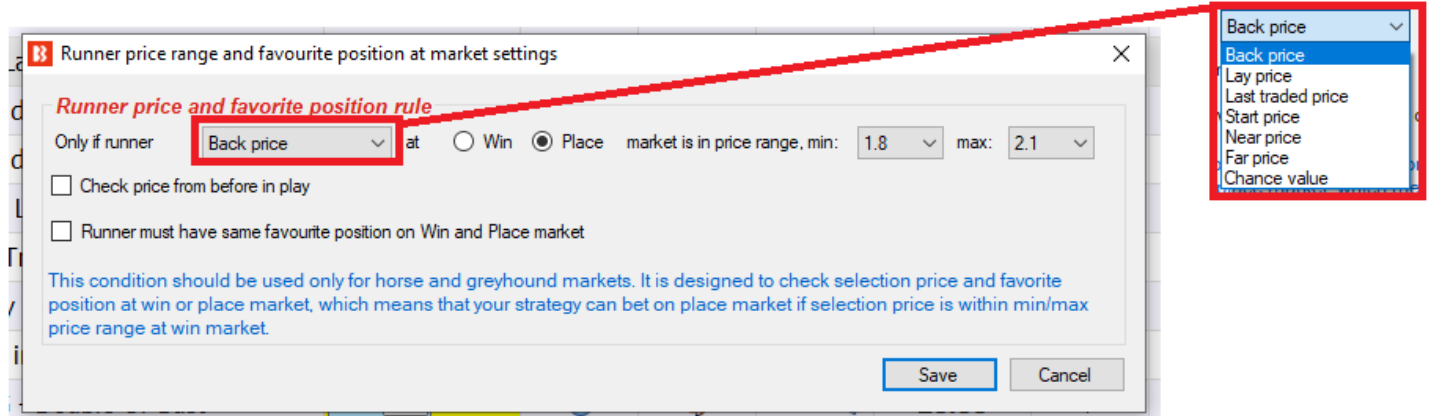 Back price
Runner price range and favourite position at market settings
Back price
Lay price
Last traded price
Start price
Near price
Far price
Chance value
Runner price and favorite position rule
Only if runner Back price at Win Place market is in price range, min: 1.8 max: 2.1
Check price from before in play
Runner must have same favourite position on Win and Place market
This condition should be used only for horse and greyhound markets. It is designed to check selection price and favorite
position at win or place market, which means that your strategy can bet on place market if selection price is within min/max
price range at win market.
Save Cancel